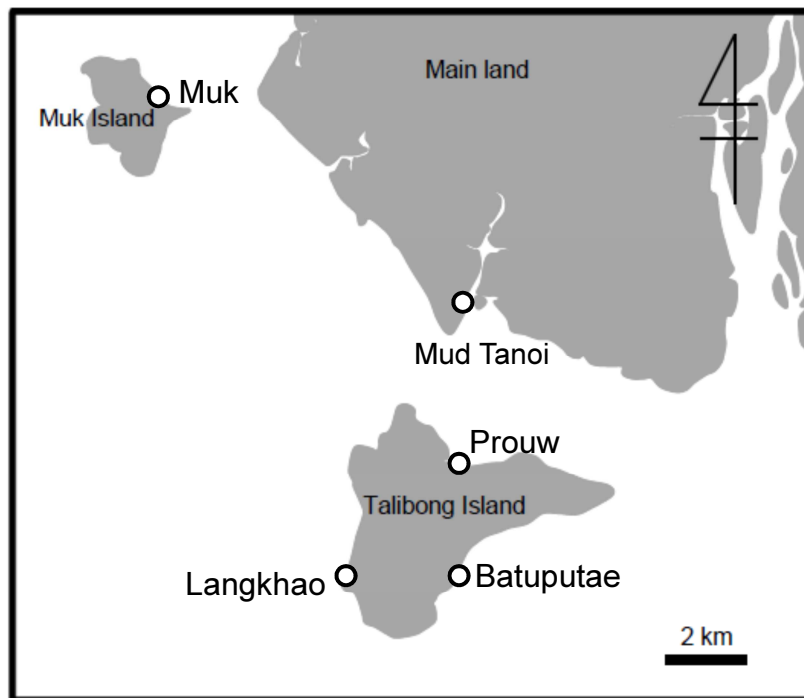 Main land
Muk
Muk Island
Mud Tanoi
Prouw
Talibong Island
Langkhao
Batuputae
2 km